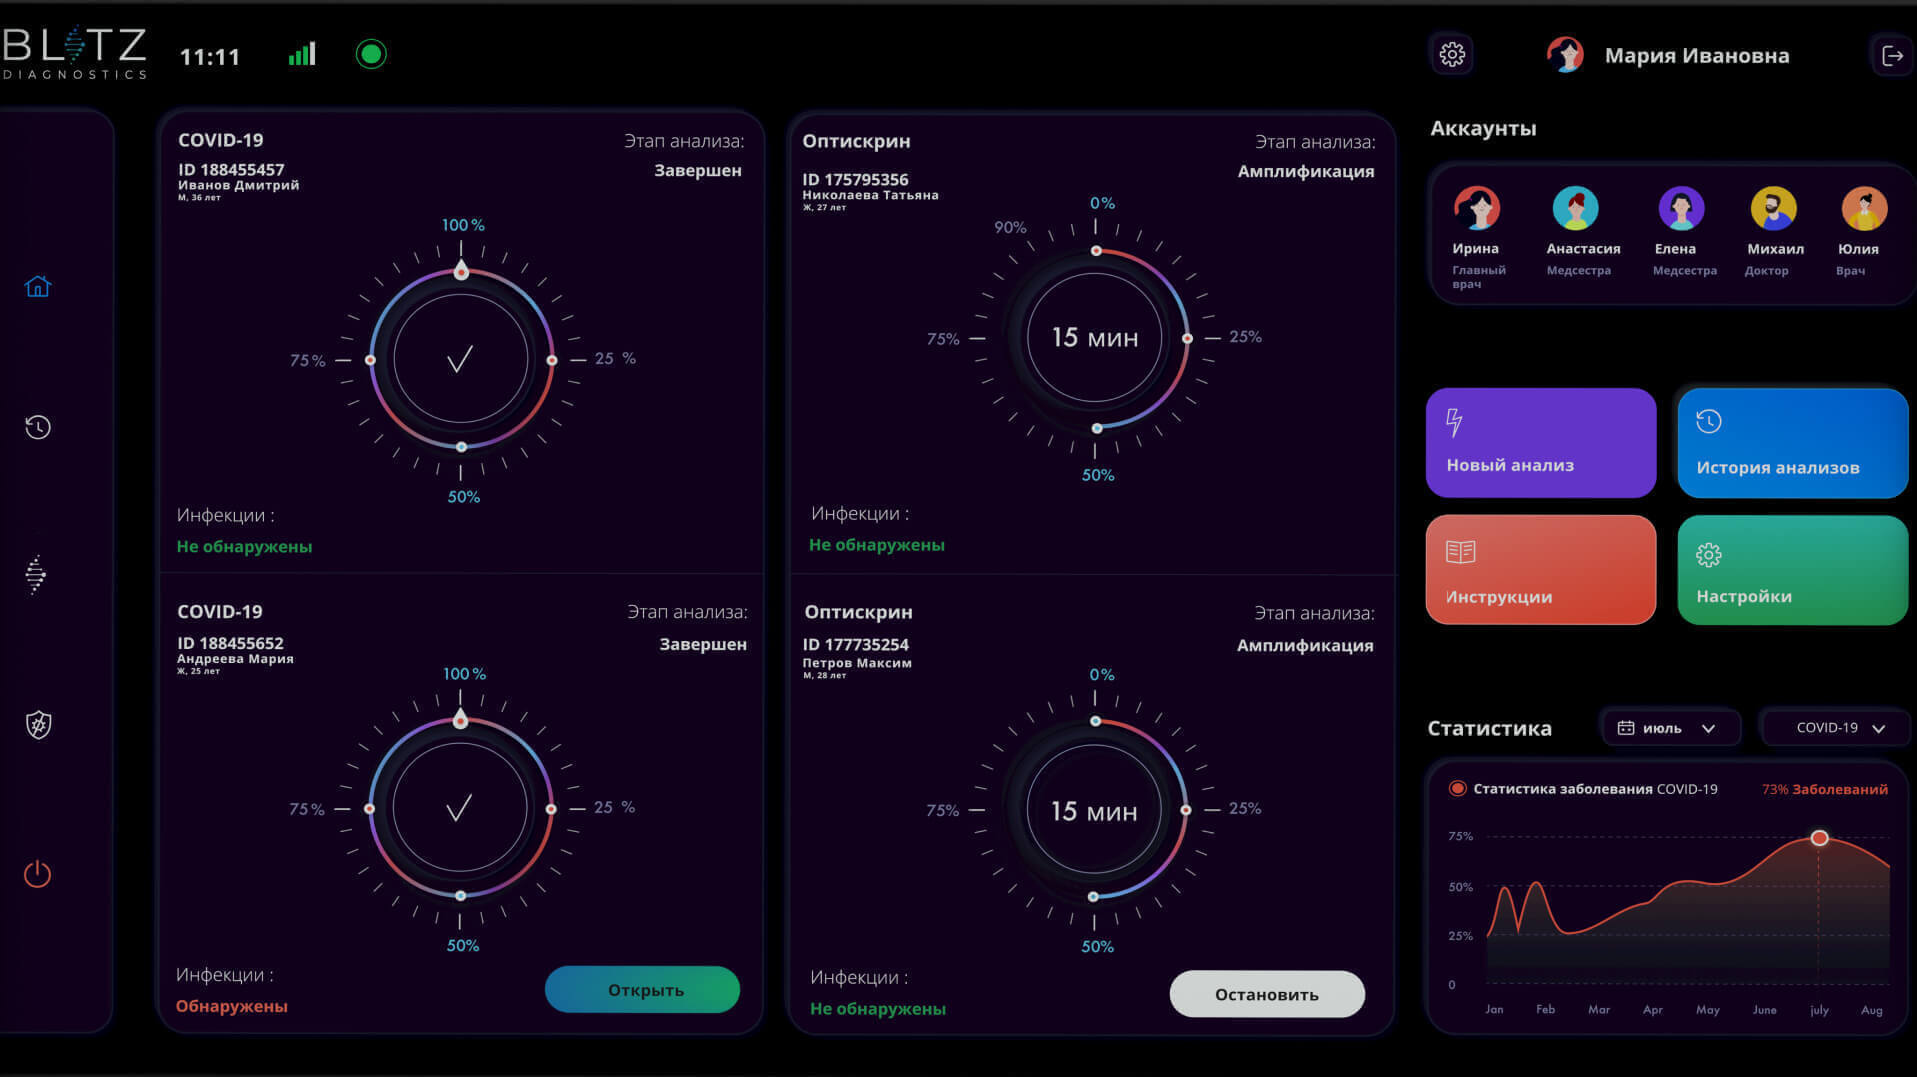 BLITZ
DIAGNOSTICS
11:11
Мария Ивановна
COVID-19
Этап анализа:
ID 188455457
Завершен
Иванов Дмитрий
М, 36 лет
100 %
75 %
25 %
50%
Инфекции :
Не обнаружены
COVID-19
Этап анализа:
ID 188455652
Завершен
Андреева Мария
Ж, 25 лет
100 %
75 %
25 %
50%
Инфекции :
Обнаружены
Открыть
Оптискрин
Этап анализа:
ID 175795356
Амплификация
Николаева Татьяна
Ж, 27 лет
0%
90%
15 мин
75%
25%
50%
Инфекции :
Не обнаружены
Оптискрин
Этап анализа:
ID 177735254
Амплификация
Петров Максим
М, 28 лет
0%
15 мин
75%
25%
50%
Инфекции :
Не обнаружены
Остановить
Аккаунты
Ирина
Главный
врач
Анастасия
Медсестра
Елена
Медсестра
Михаил
Доктор
Юлия
Врач
Новый анализ
История анализов
Инструкции
Настройки
Статистика
июль
COVID-19
Статистика заболевания COVID-19
73% Заболеваний
75%
50%
25%
0
Jan Feb Mar Apr May June july Aug